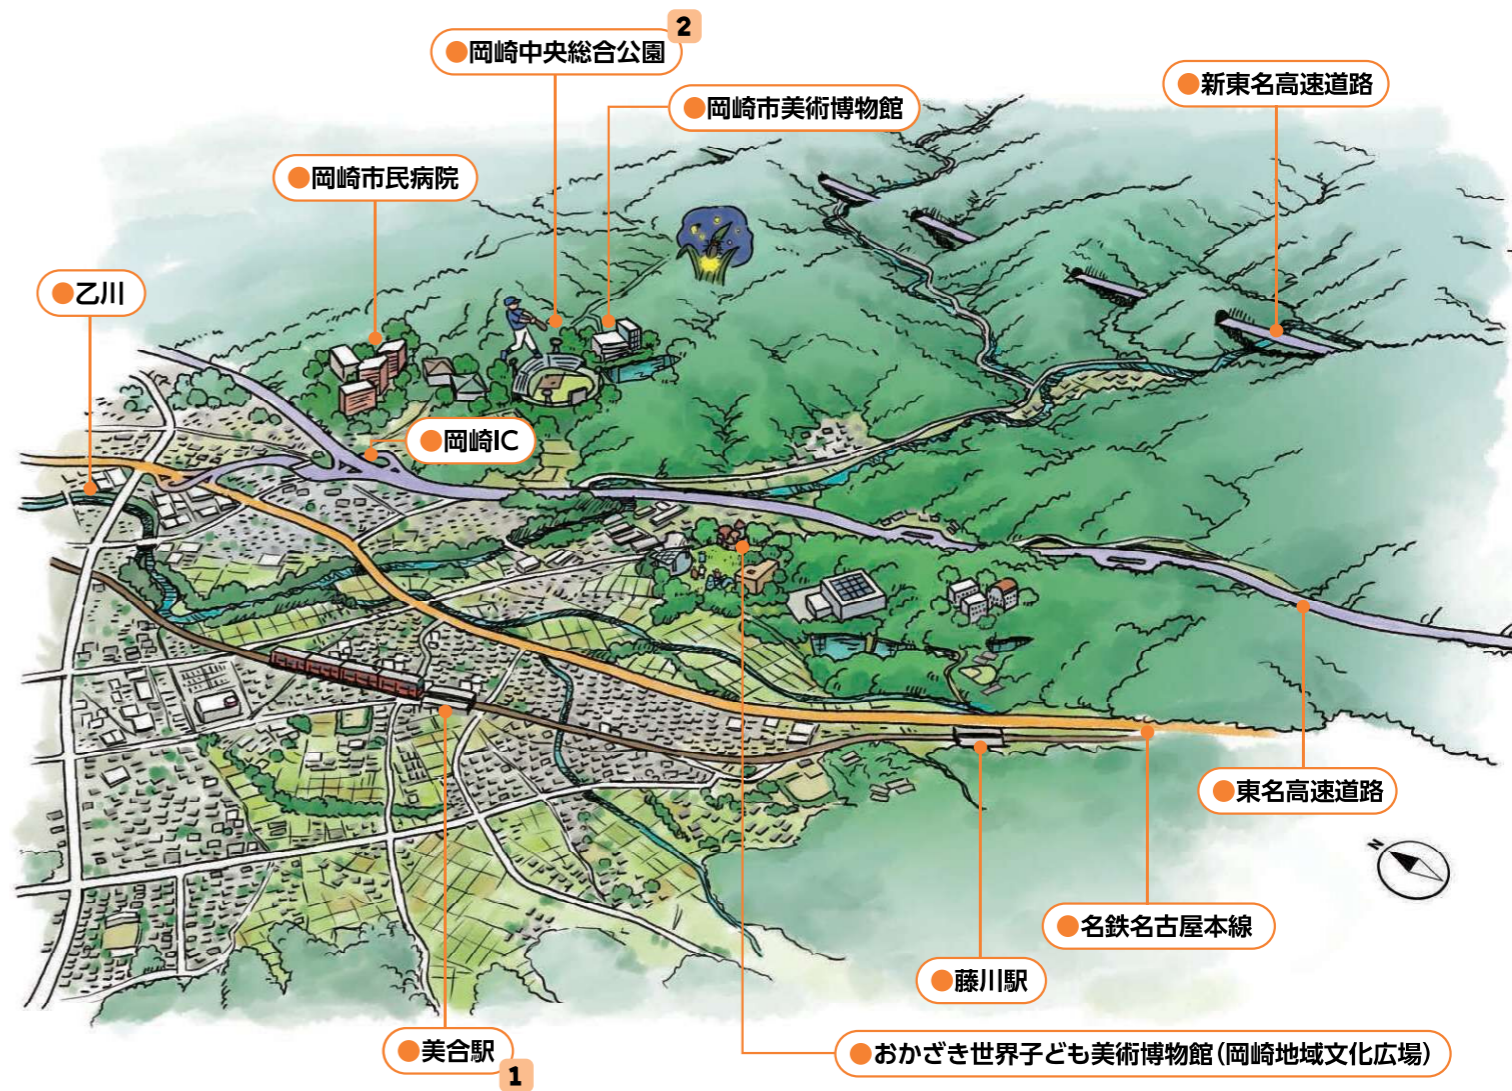 2
●岡崎中央総合公園
●新東名高速道路
●岡崎市美術博物館
●岡崎市民病院
●乙川
●岡崎IC
●東名高速道路
N
●名鉄名古屋本線
●藤川駅
●美合駅
1
●おかざき世界子ども美術博物館(岡崎地域文化広場)